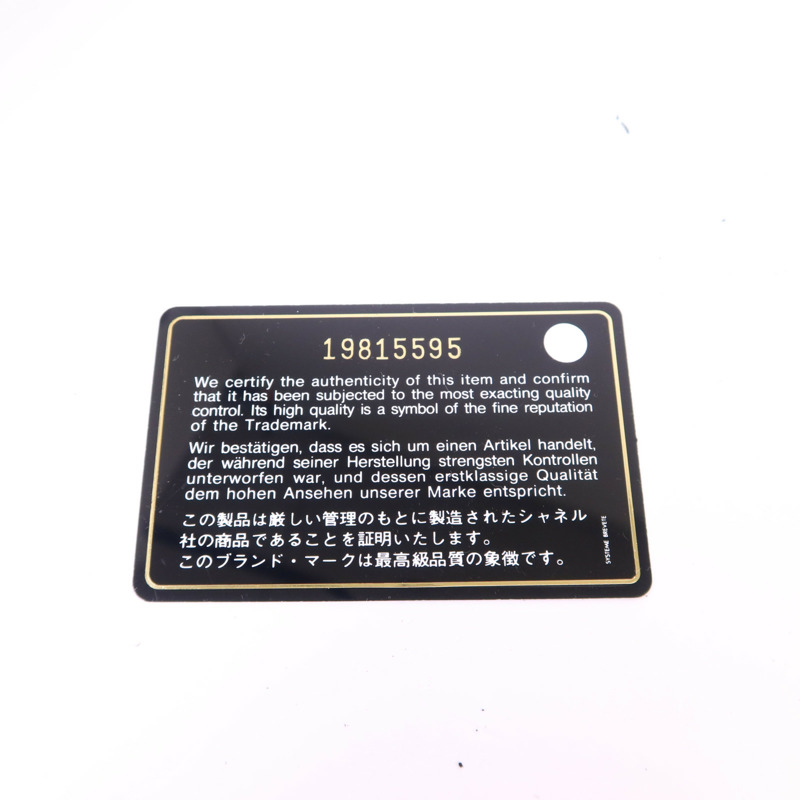 19815595
We certify the authenticity of this item and confirm
that it has been subjected to the most exacting quality
control. Its high quality is a symbol of the fine reputation
of the Trademark.
Wir bestätigen, dass es sich um einen Artikel handelt,
der während seiner Herstellung strengsten Kontrollen
unterworfen war, und dessen erstklassige Qualität
dem hohen Ansehen unserer Marke entspricht.
この製品は厳しい管理のもとに製造されたシャネル
社の商品であることを証明いたします。
このブランド・マークは最高級品質の象徴です。
SYSTEME BREVETE